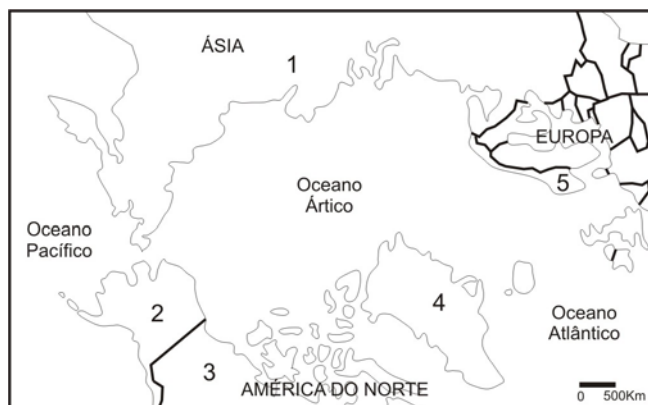 ÁSIA
1
EUROPA
5
Oceano
Ártico
Oceano
Pacífico
2
4
Oceano
Atlântico
3
AMÉRICA DO NORTE
0 500Km